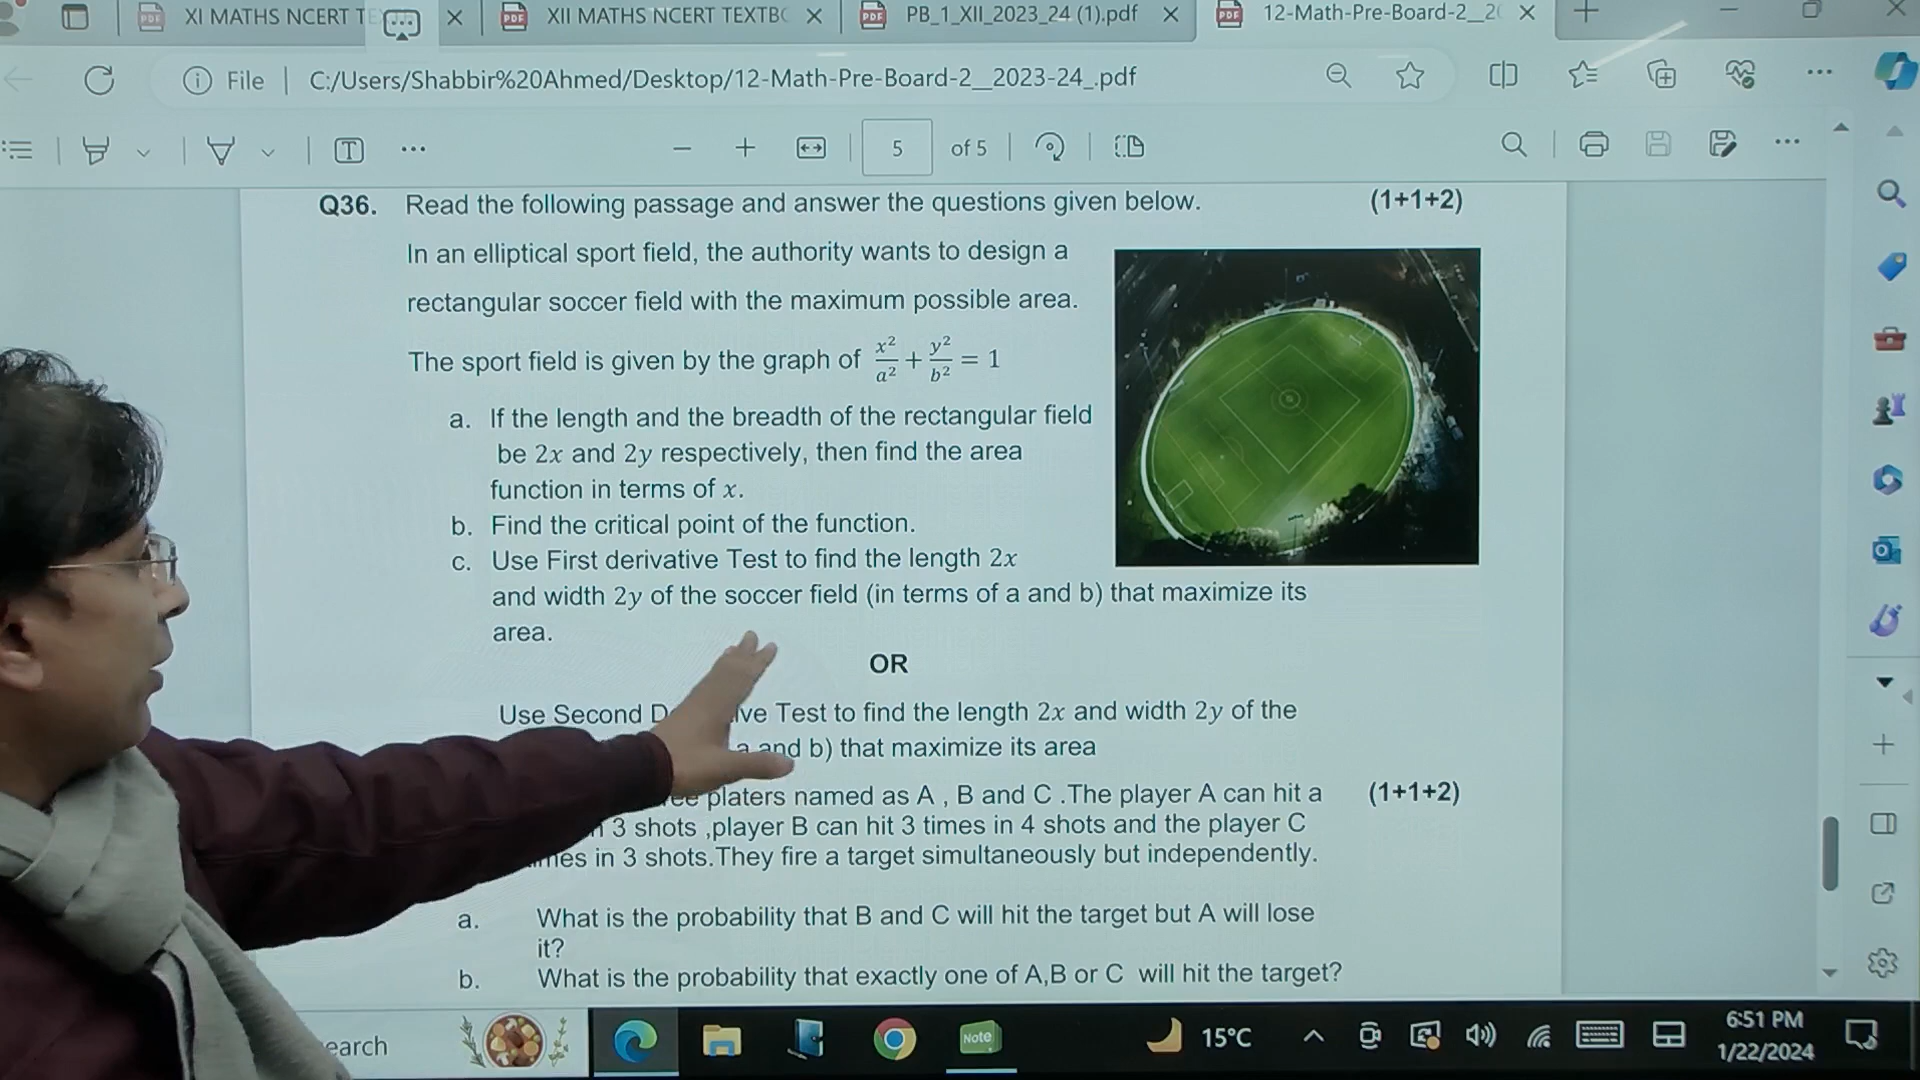 XI MATHS NCERT TE
XII MATHS NCERT TEXTBO
PB_1_XII_2023_24 (1).pdf
12-Math-Pre-Board-2__20
File
C:/Users/Shabbir%20Ahmed/Desktop/12-Math-Pre-Board-2__2023-24_.pdf
5 of 5
Q36. Read the following passage and answer the questions given below. (1+1+2)
In an elliptical sport field, the authority wants to design a
rectangular soccer field with the maximum possible area.
The sport field is given by the graph of x²/a² + y²/b² = 1
a. If the length and the breadth of the rectangular field
be 2x and 2y respectively, then find the area
function in terms of x.
b. Find the critical point of the function.
c. Use First derivative Test to find the length 2x
and width 2y of the soccer field (in terms of a and b) that maximize its
area.
OR
Use Second D ive Test to find the length 2x and width 2y of the
a and b) that maximize its area
ee platers named as A , B and C .The player A can hit a (1+1+2)
n 3 shots ,player B can hit 3 times in 4 shots and the player C
mes in 3 shots.They fire a target simultaneously but independently.
a. What is the probability that B and C will hit the target but A will lose
it?
b. What is the probability that exactly one of A,B or C will hit the target?
earch
Note
15°C
6:51 PM
1/22/2024